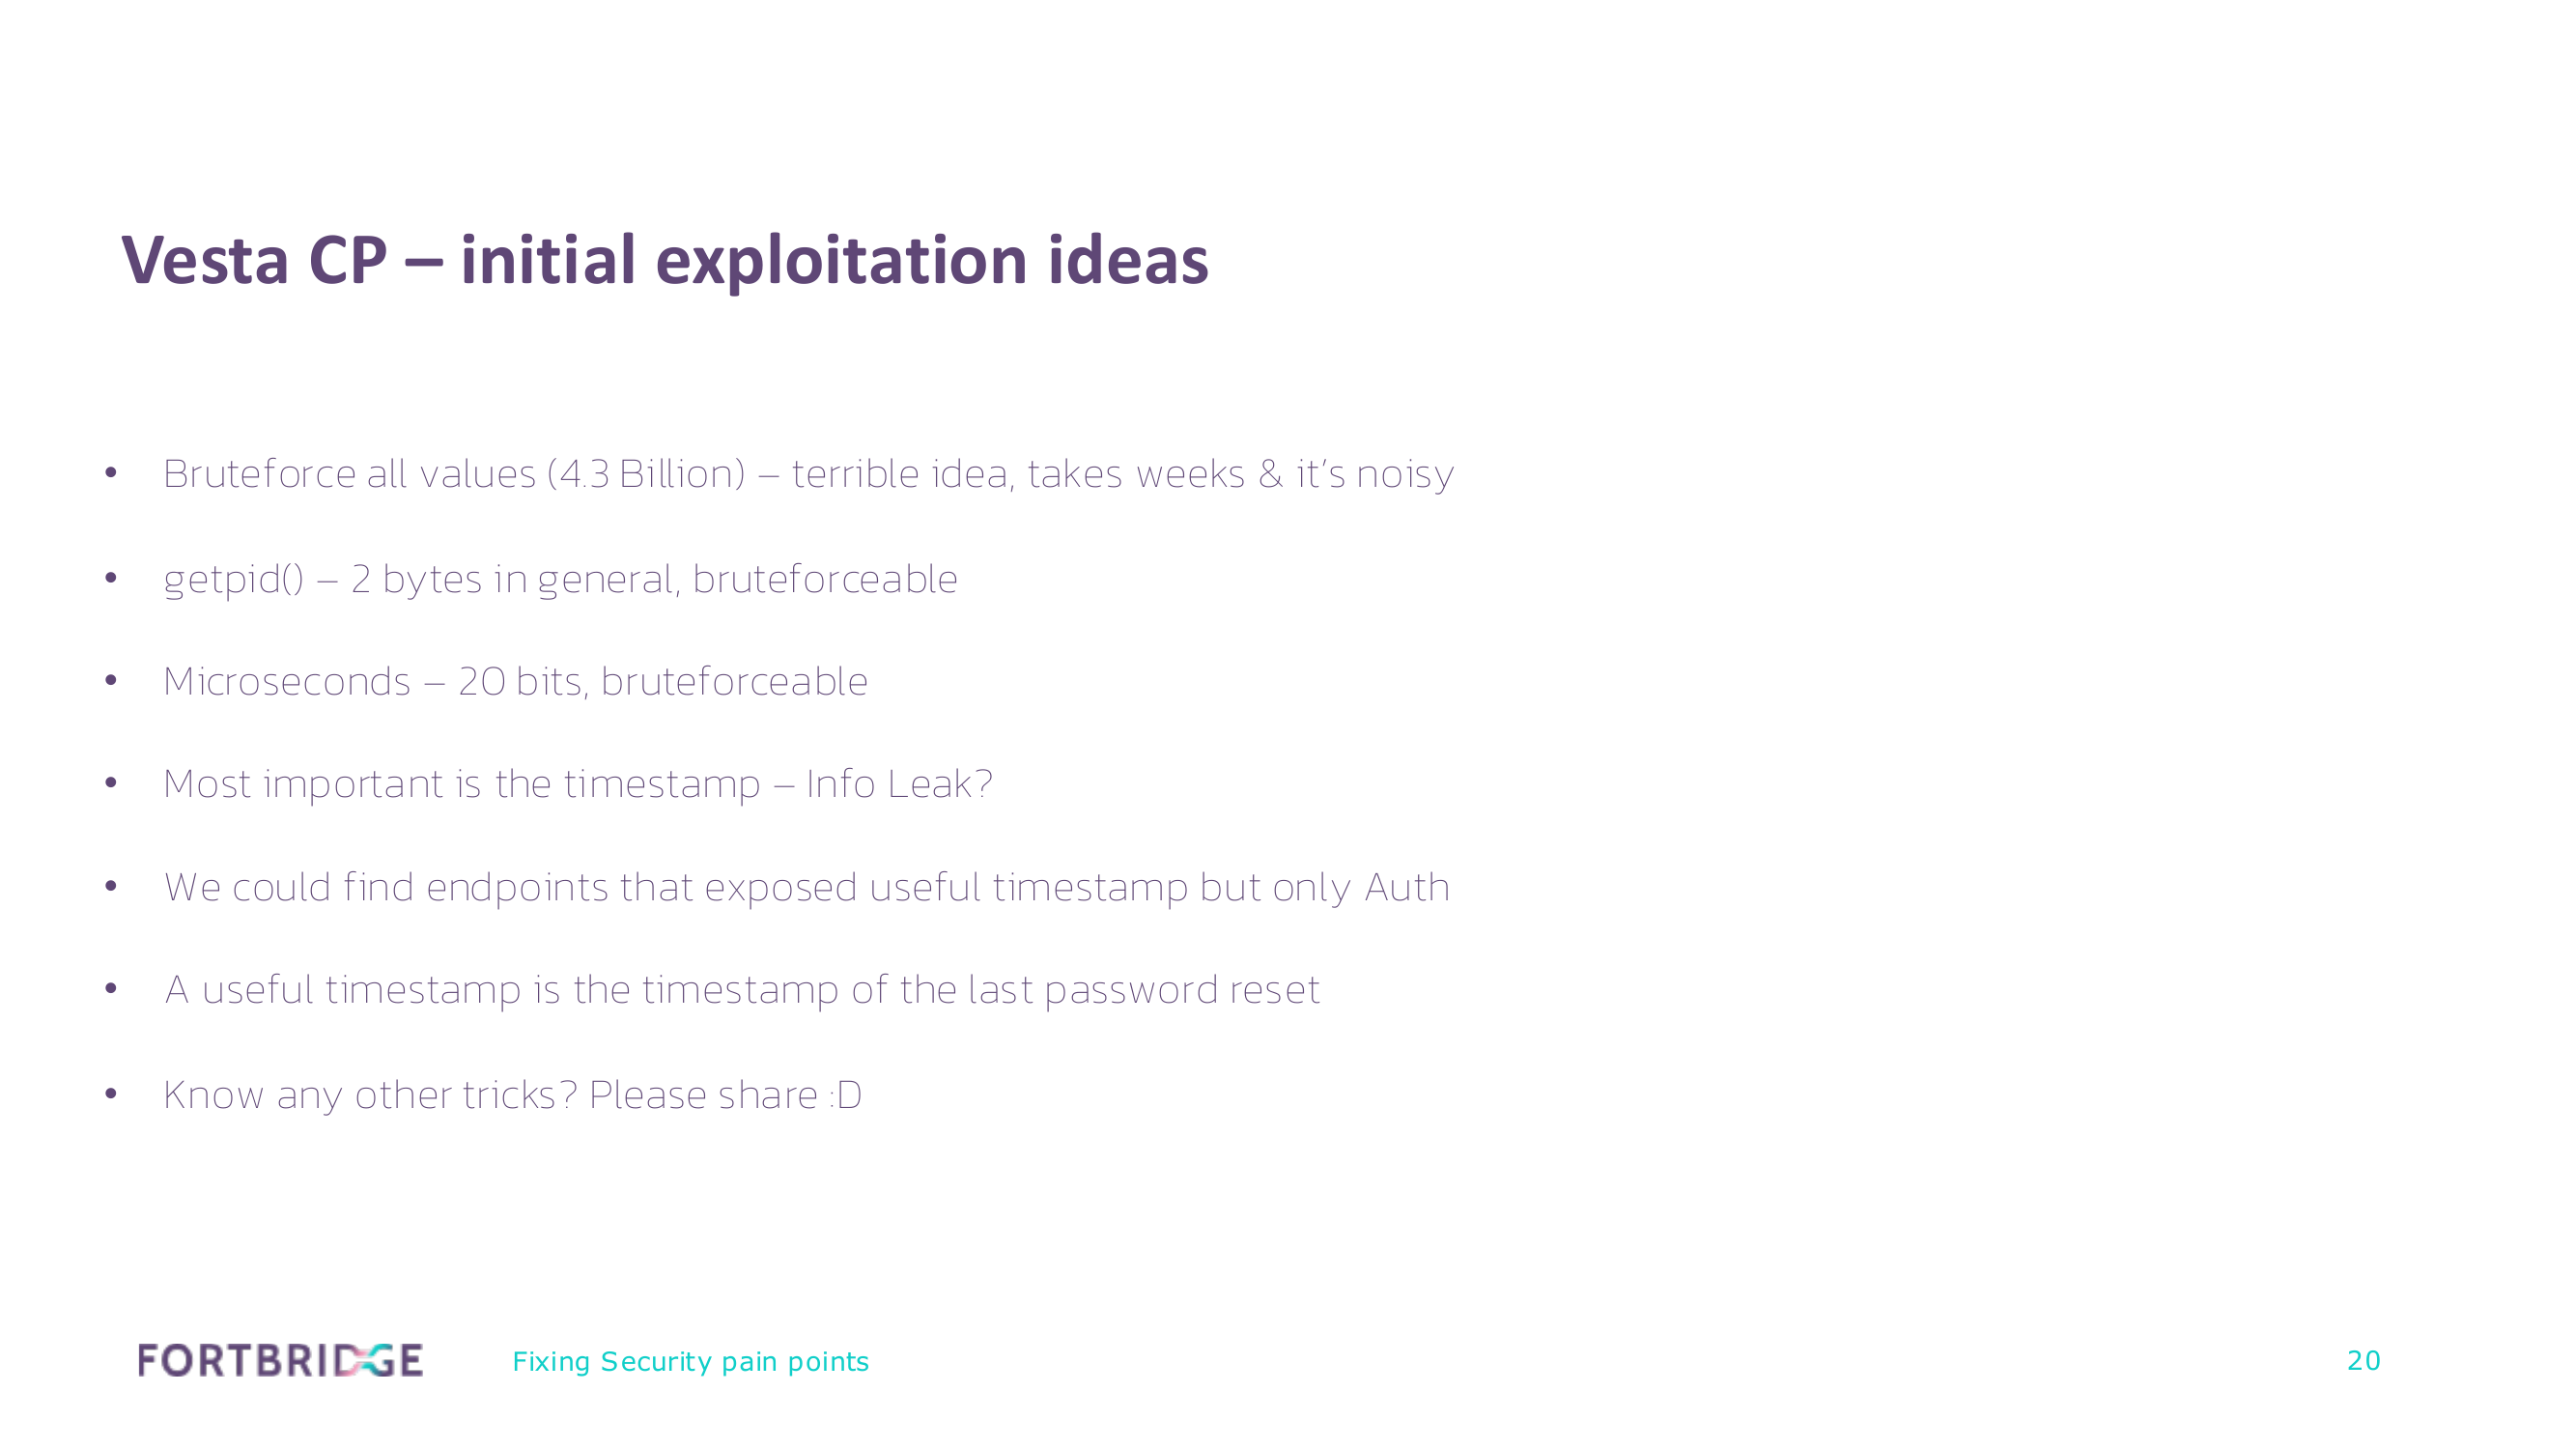 Vesta CP – initial exploitation ideas
• Bruteforce all values (4.3 Billion) – terrible idea, takes weeks & it’s noisy
• getpid() – 2 bytes in general, bruteforceable
• Microseconds – 20 bits, bruteforceable
• Most important is the timestamp – Info Leak?
• We could find endpoints that exposed useful timestamp but only Auth
• A useful timestamp is the timestamp of the last password reset
• Know any other tricks? Please share :D
FORTBRIDGE
Fixing Security pain points
20